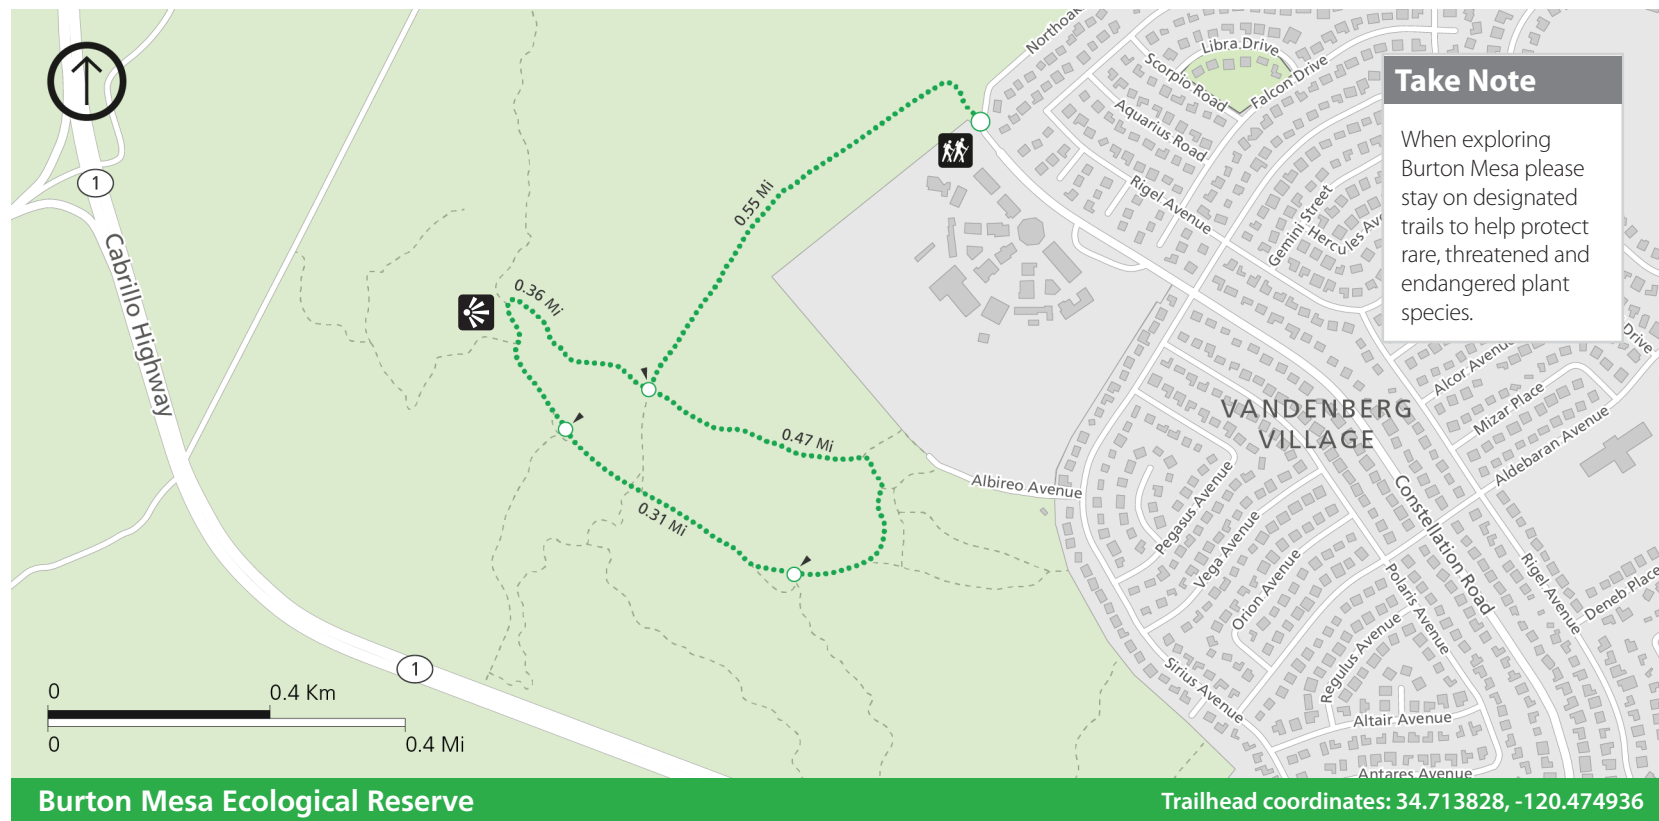 Northoak
Libra Drive
Scorpio Road
Falcon Drive
Aquarius Road
Rigel Avenue
Gemini Street
Hercules Av
Take Note
When exploring
Burton Mesa please
stay on designated
trails to help protect
rare, threatened and
endangered plant
species.
1
Cabrillo Highway
0.55 Mi
0.36 Mi
0.47 Mi
0.31 Mi
Drive
Alcor Avenu
Mizar Place
Aldebaran Avenue
VANDENBERG
VILLAGE
Albireo Avenue
Pegasus Avenue
Vega Avenue
Orion Avenue
Constellation Road
Polaris Avenue
Rigel Avenue
Deneb Place
Regulus Avenue
Sirius Avenue
Altair Avenue
Antares Avenue
1
0
0.4 Km
0
0.4 Mi
Burton Mesa Ecological Reserve
Trailhead coordinates: 34.713828, -120.474936